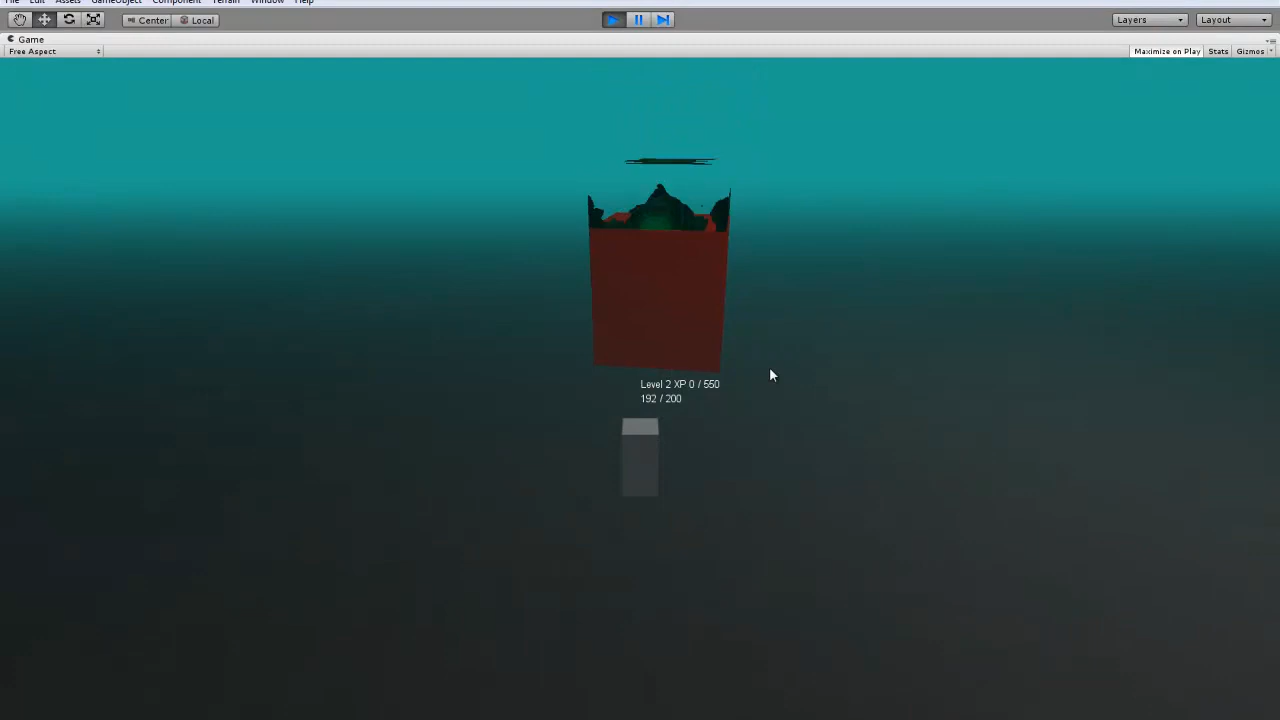 File Edit Assets GameObject Component Terrain Window Help
Center Local Layers Layout
Game
Free Aspect Maximize on Play Stats Gizmos
Level 2 XP 0 / 550
192 / 200